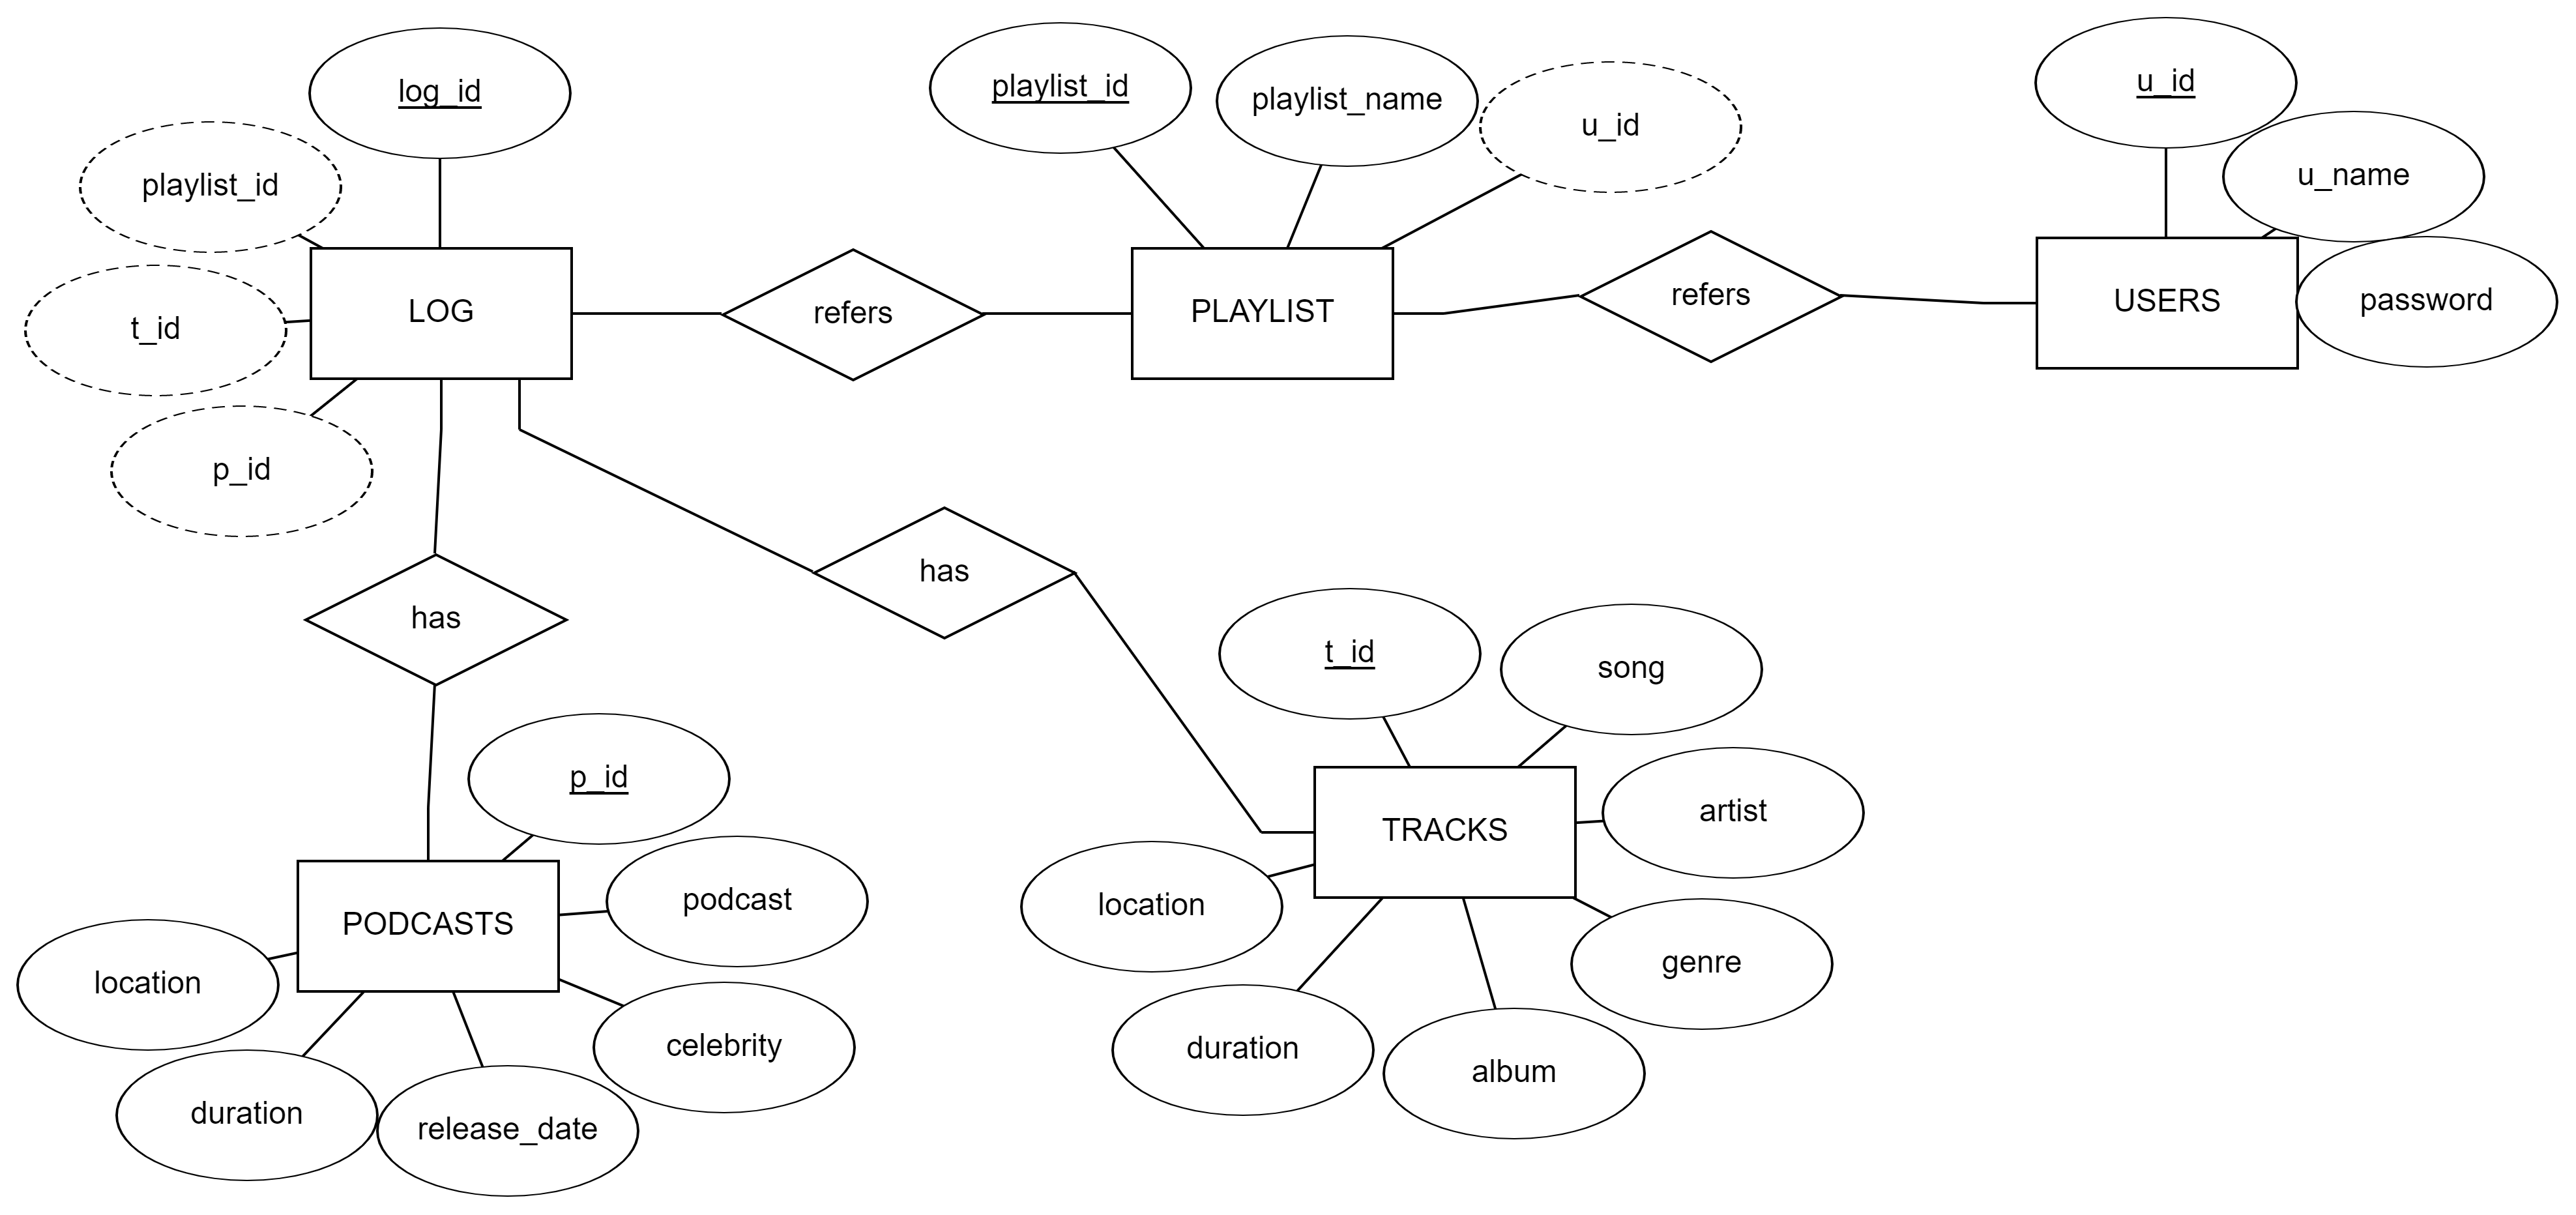 log_id
playlist_id
t_id
p_id
LOG
refers
playlist_id
playlist_name
u_id
PLAYLIST
refers
u_id
u_name
password
USERS
has
has
p_id
podcast
celebrity
release_date
duration
location
PODCASTS
t_id
song
artist
genre
album
duration
location
TRACKS